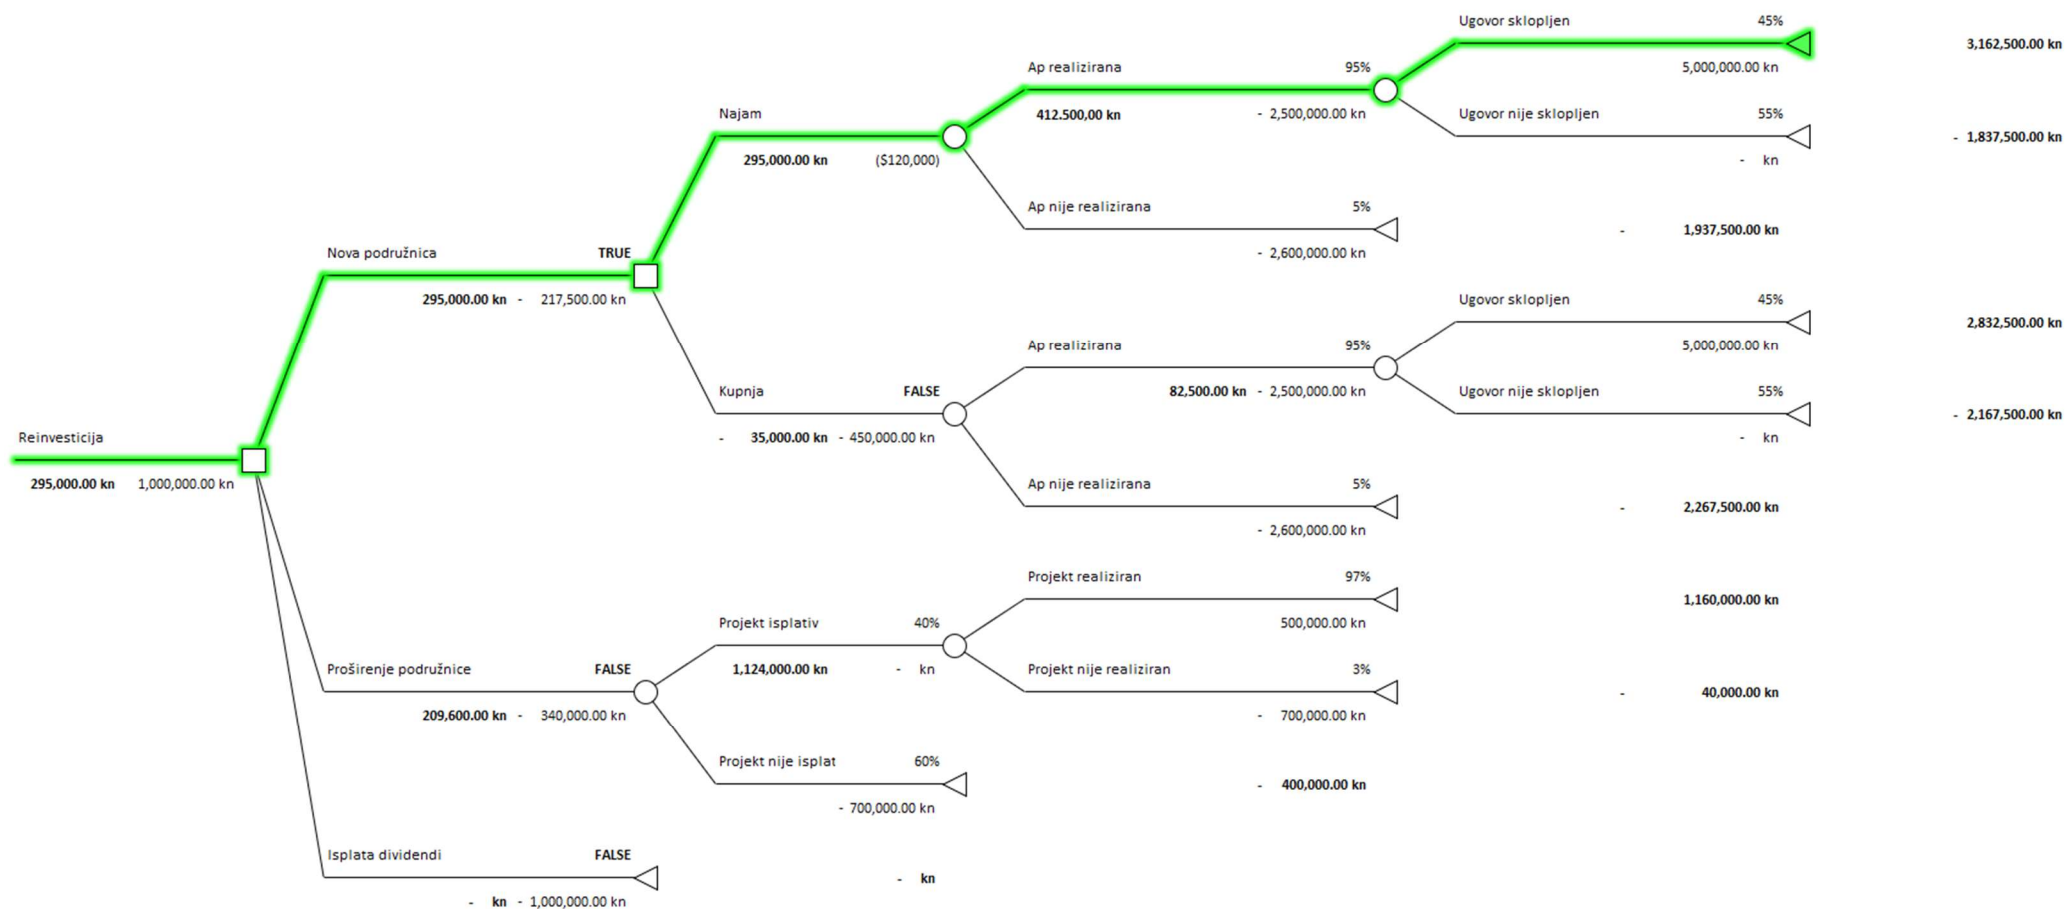 Ugovor sklopljen 45%
3,162,500.00 kn
Ap realizirana 95%
5,000,000.00 kn
Najam
412.500,00 kn - 2,500,000.00 kn
Ugovor nije sklopljen 55%
- 1,837,500.00 kn
295,000.00 kn ($120,000)
- kn
Ap nije realizirana 5%
- 1,937,500.00 kn
Nova podružnica TRUE
- 2,600,000.00 kn
295,000.00 kn - 217,500.00 kn
Ugovor sklopljen 45%
2,832,500.00 kn
Ap realizirana 95%
5,000,000.00 kn
Kupnja FALSE
82,500.00 kn - 2,500,000.00 kn
Ugovor nije sklopljen 55%
- 2,167,500.00 kn
Reinvesticija
- 35,000.00 kn - 450,000.00 kn
- kn
295,000.00 kn 1,000,000.00 kn
Ap nije realizirana 5%
- 2,267,500.00 kn
- 2,600,000.00 kn
Projekt realiziran 97%
1,160,000.00 kn
Projekt isplativ 40%
500,000.00 kn
Proširenje podružnice FALSE
1,124,000.00 kn - kn
Projekt nije realiziran 3%
- 40,000.00 kn
209,600.00 kn - 340,000.00 kn
- 700,000.00 kn
Projekt nije isplat 60%
- 400,000.00 kn
- 700,000.00 kn
Isplata dividendi FALSE
- kn
- kn - 1,000,000.00 kn